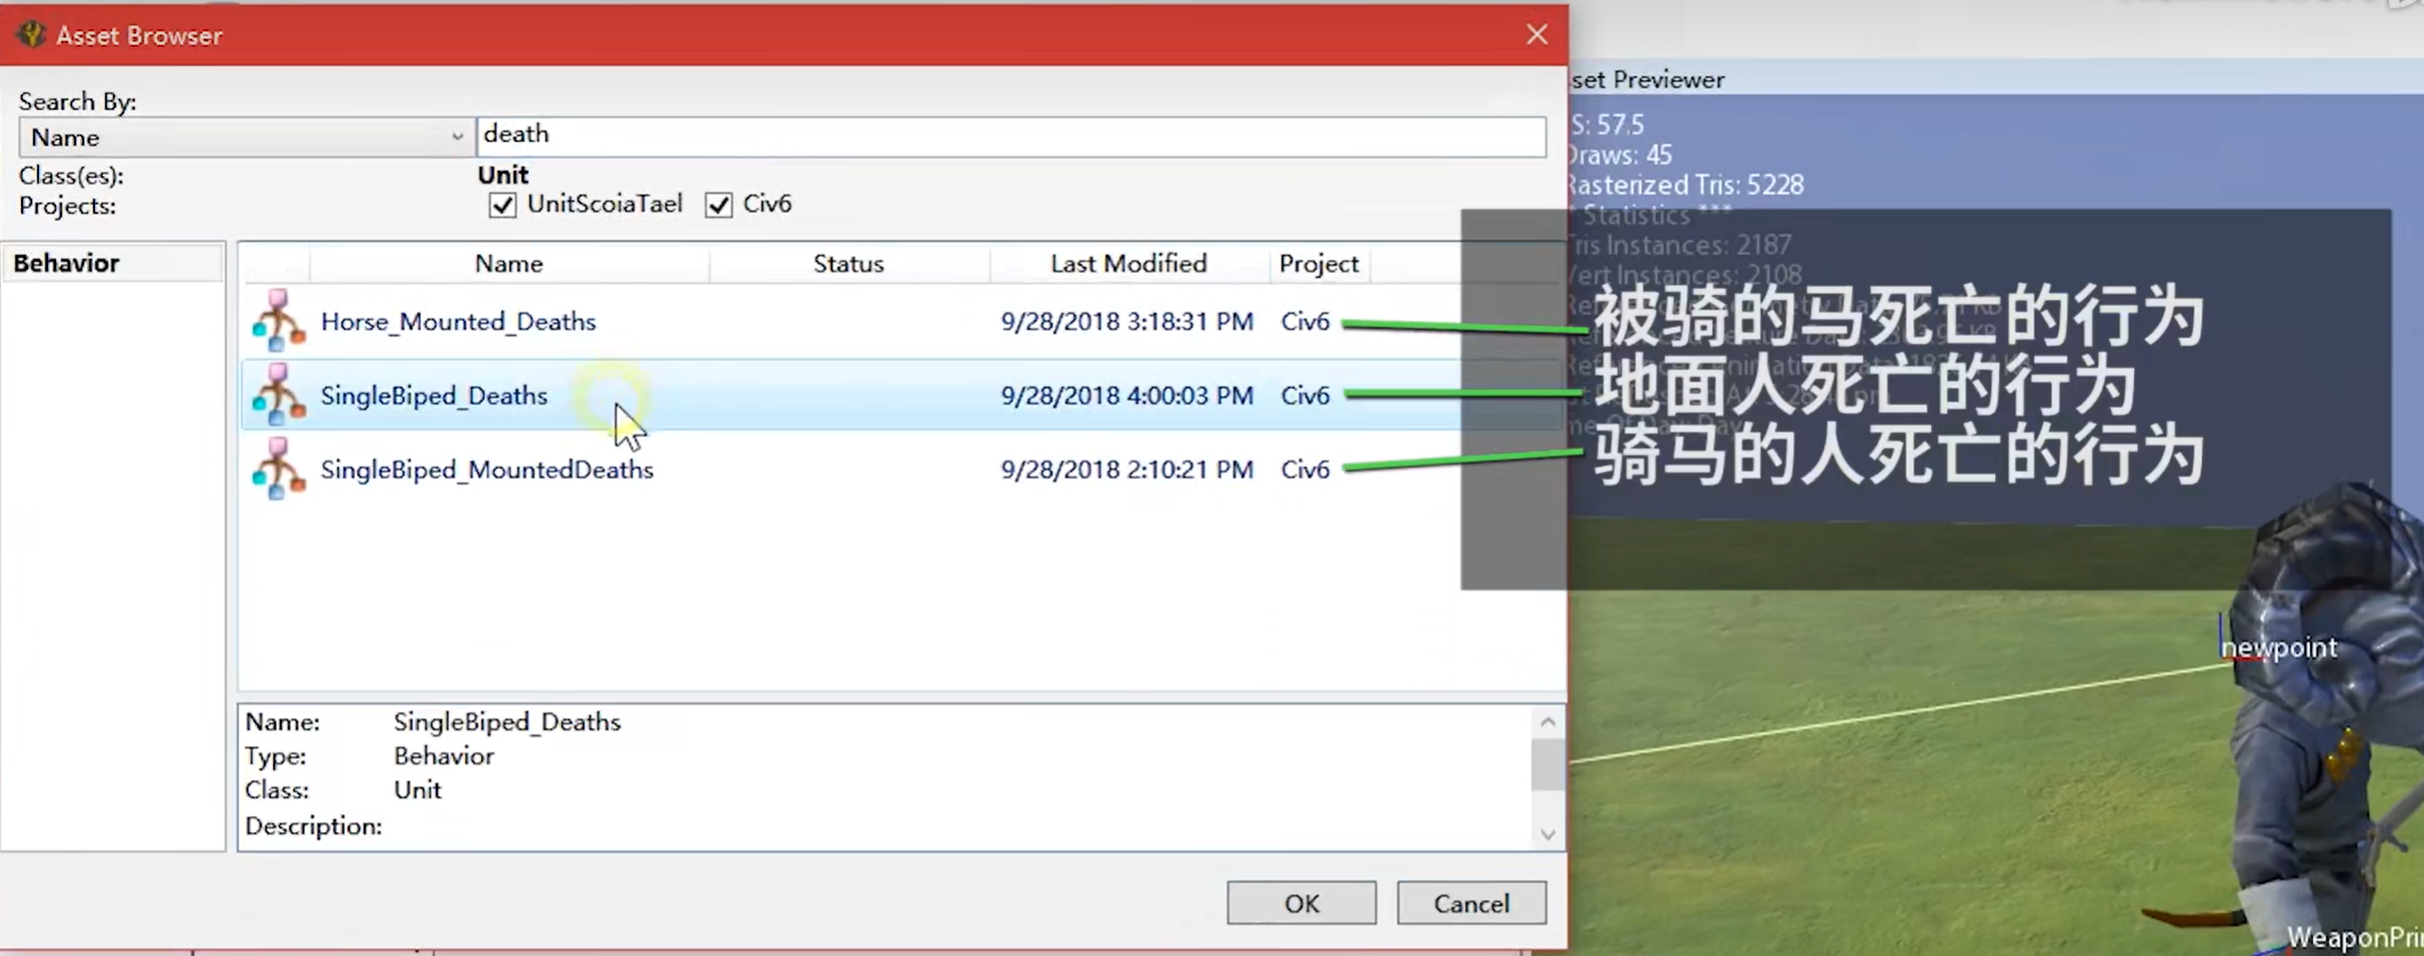 Asset Browser
Search By:
Name
death
Class(es):
Unit
Projects:
UnitScoiaTael
Civ6
Behavior
Name
Status
Last Modified
Project
Horse_Mounted_Deaths
9/28/2018 3:18:31 PM
Civ6
SingleBiped_Deaths
9/28/2018 4:00:03 PM
Civ6
SingleBiped_MountedDeaths
9/28/2018 2:10:21 PM
Civ6
Name:
SingleBiped_Deaths
Type:
Behavior
Class:
Unit
Description:
OK
Cancel
sset Previewer
S: 57.5
Draws: 45
Rasterized Tris: 5228
* Statistics ***
Tris Instances: 2187
Vert Instances: 2108
被骑的马死亡的行为
地面人死亡的行为
骑马的人死亡的行为
newpoint
WeaponPri